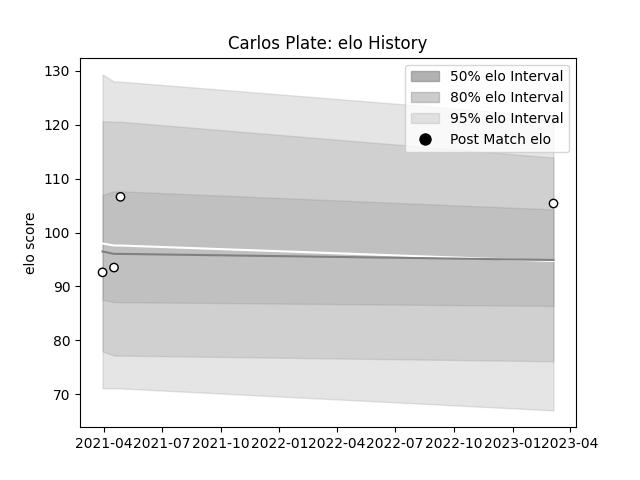 Carlos Plate: elo History
130
120
110
100
90
80
70
elo score
50% elo Interval
80% elo Interval
95% elo Interval
Post Match elo
2021-04 2021-07 2021-10 2022-01 2022-04 2022-07 2022-10 2023-01 2023-04